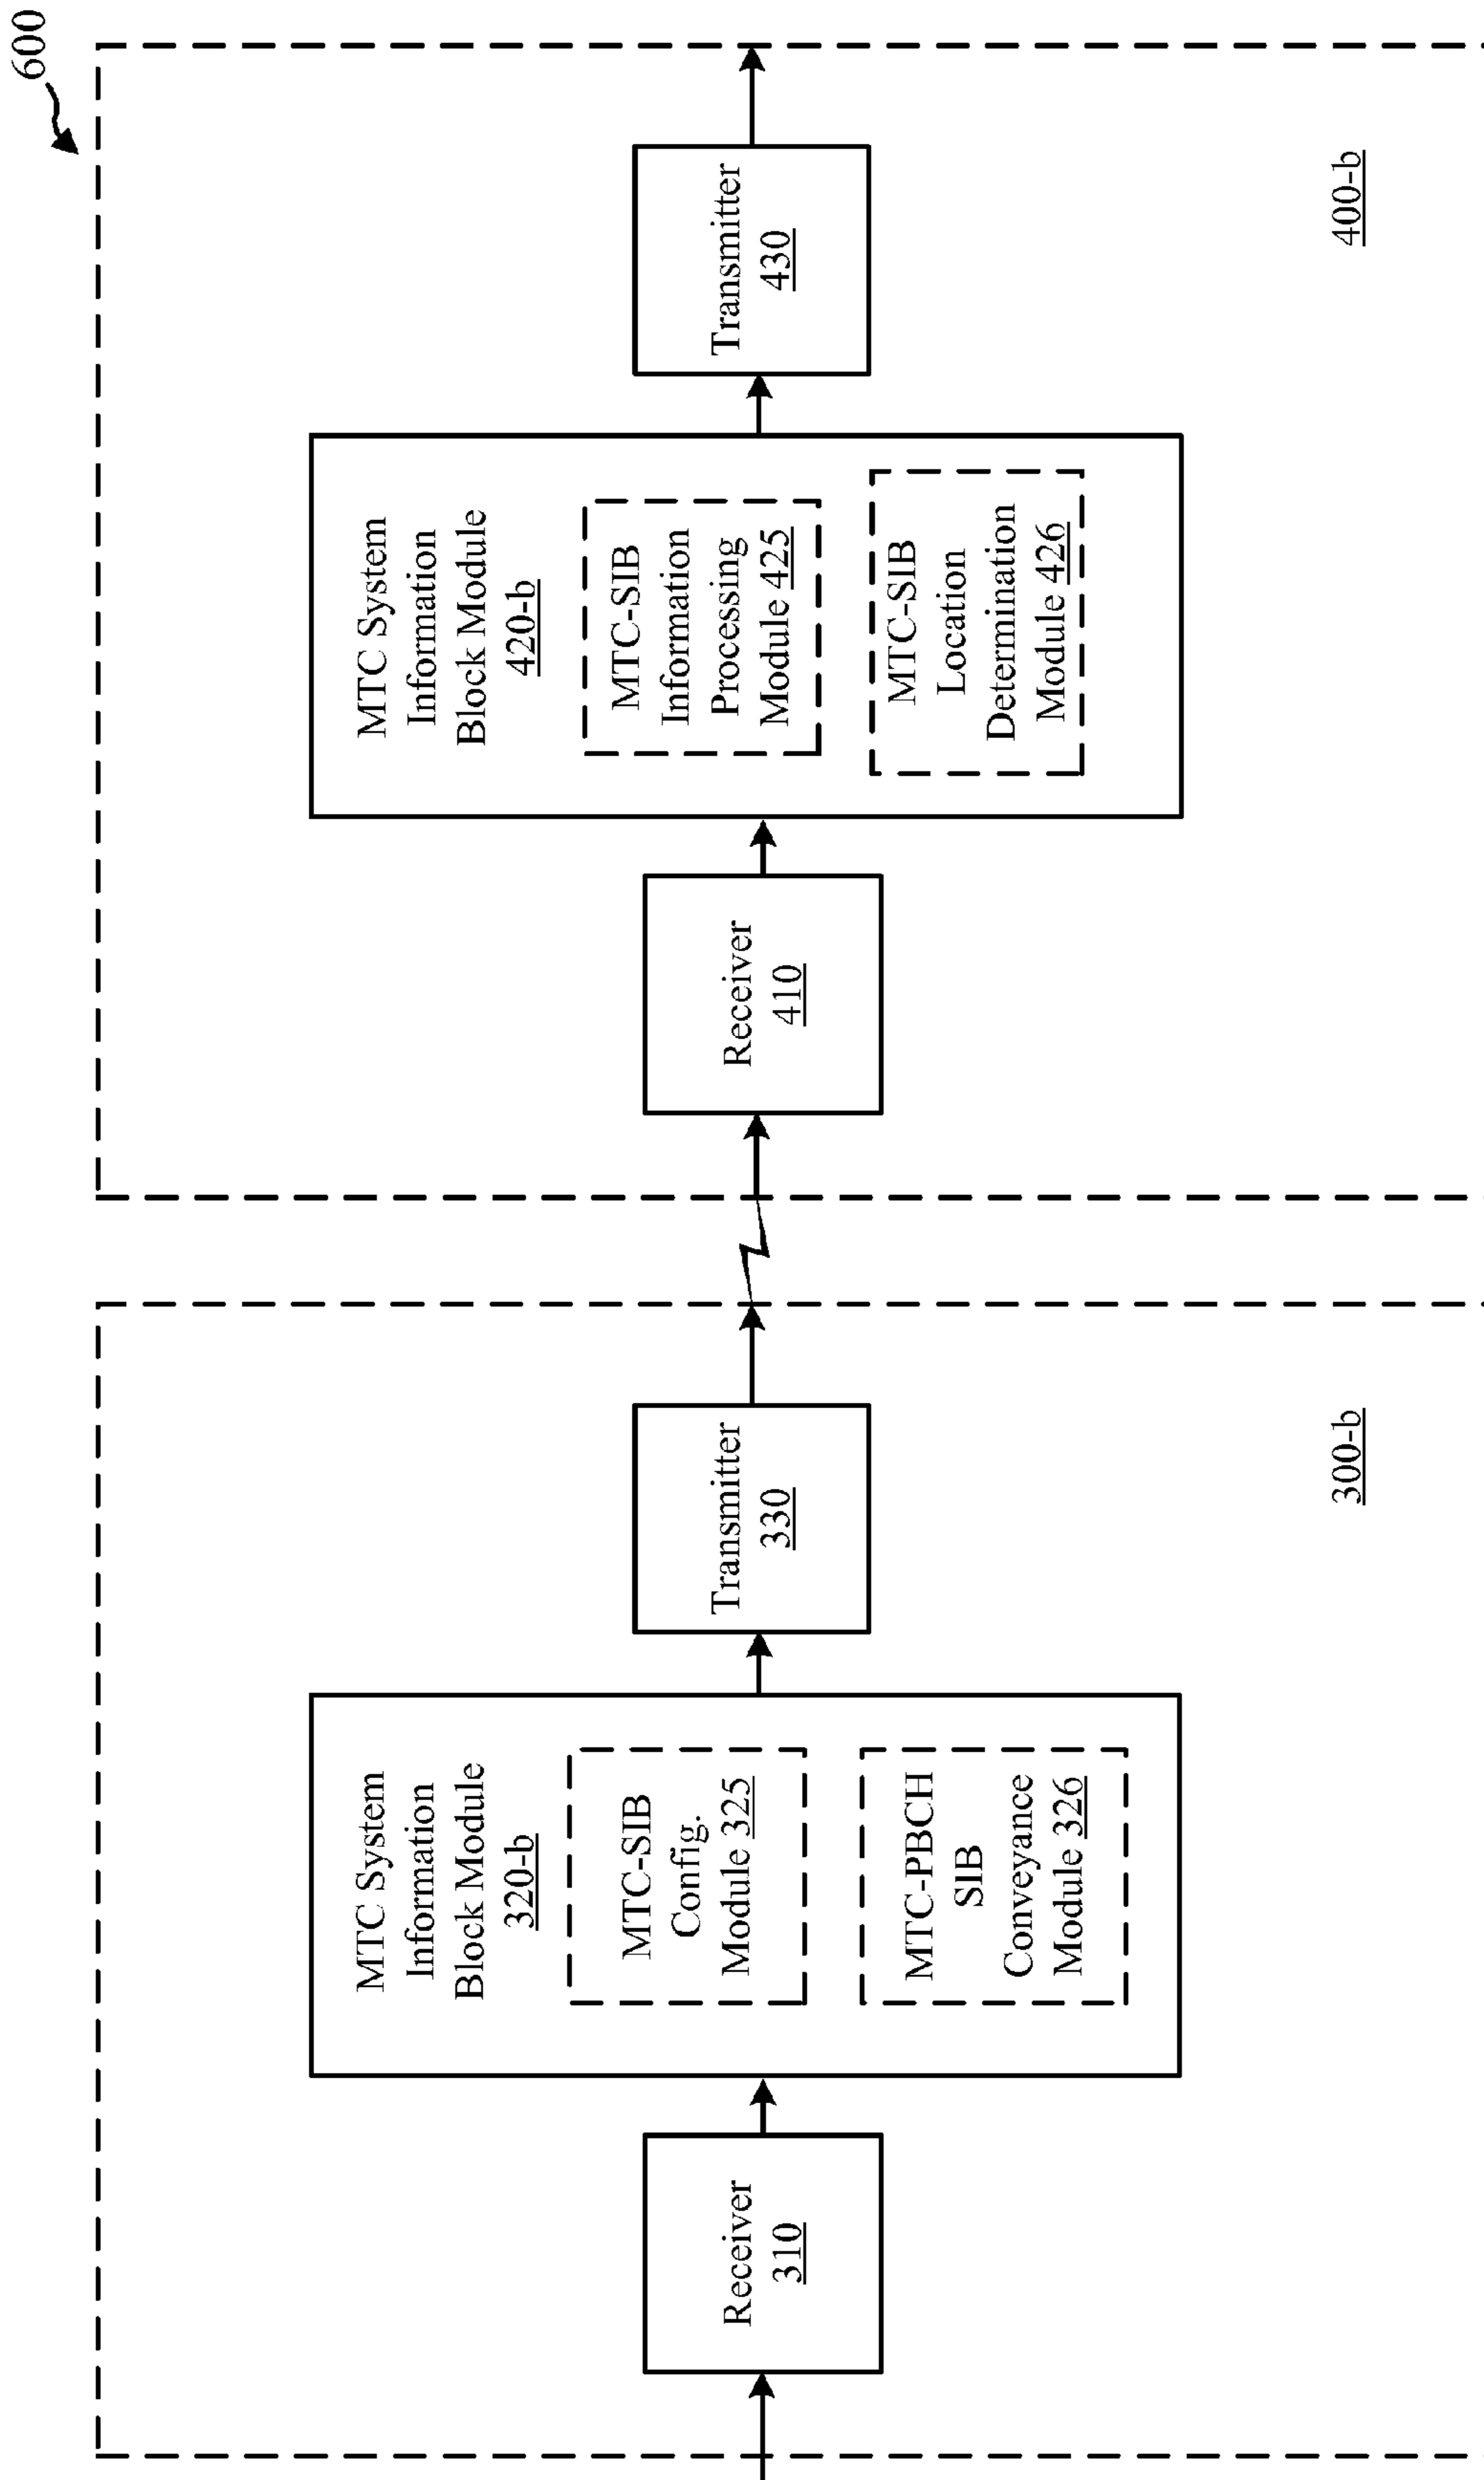 600
Receiver
310
MTC System
Information
Block Module
320-b
MTC-SIB
Config.
Module 325
MTC-PBCH
SIB
Conveyance
Module 326
Transmitter
330
300-b
Receiver
410
MTC System
Information
Block Module
420-b
MTC-SIB
Information
Processing
Module 425
MTC-SIB
Location
Determination
Module 426
Transmitter
430
400-b